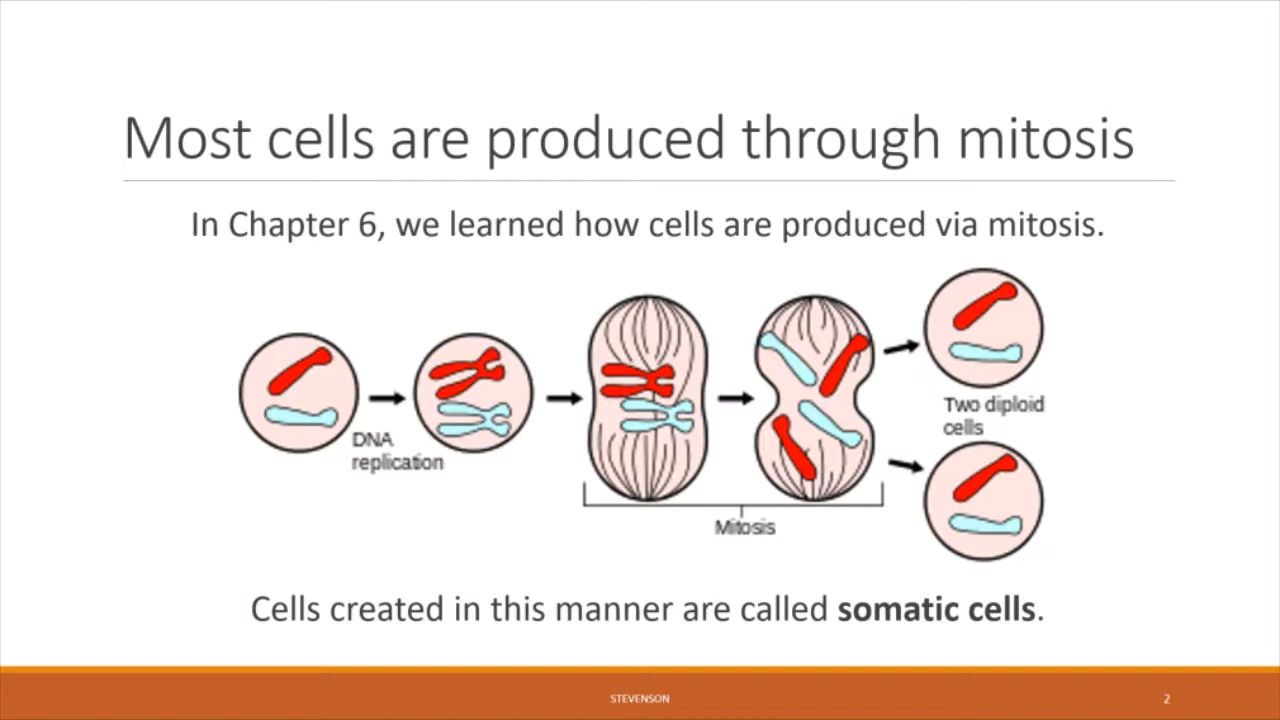 Most cells are produced through mitosis
In Chapter 6, we learned how cells are produced via mitosis.
DNA
replication
Mitosis
Two diploid
cells
Cells created in this manner are called somatic cells.
STEVENSON
2